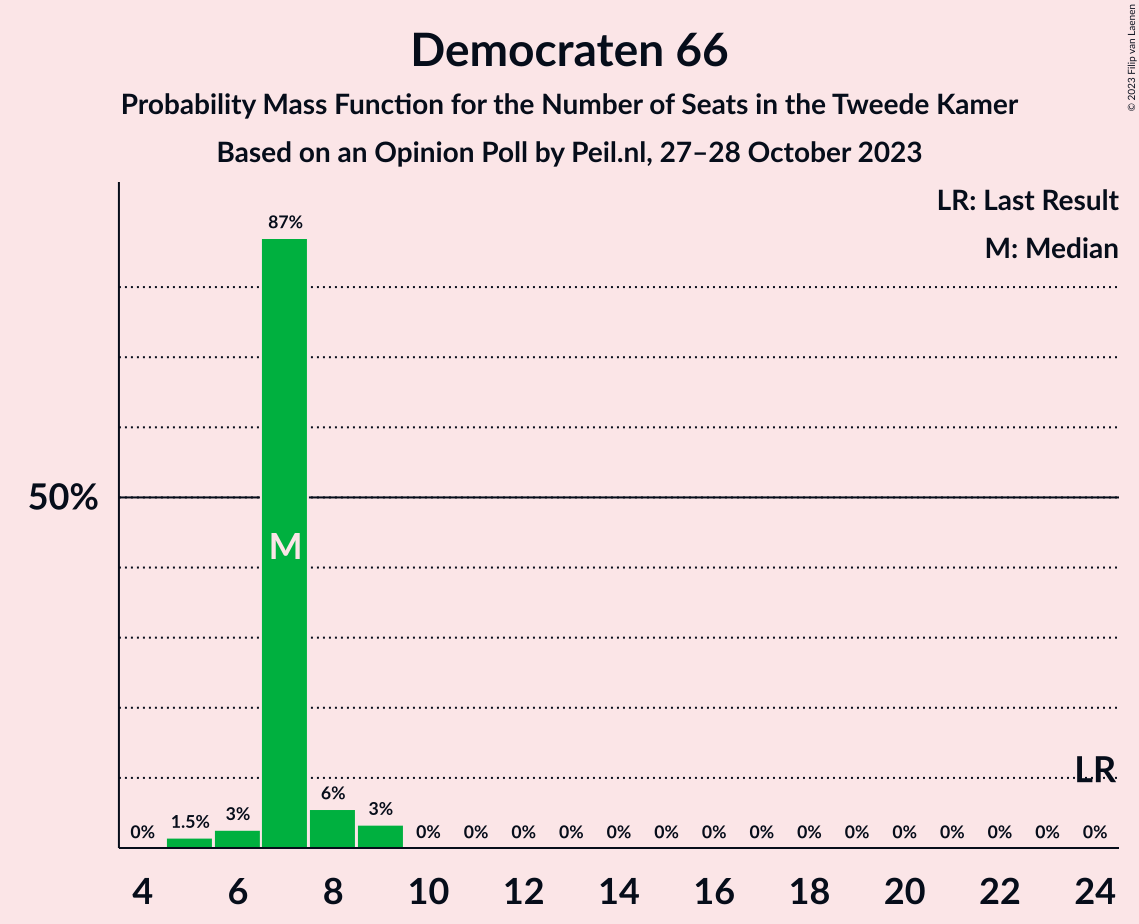 Democraten 66
Probability Mass Function for the Number of Seats in the Tweede Kamer
Based on an Opinion Poll by Peil.nl, 27–28 October 2023
© 2023 Filip van Laenen
LR: Last Result
M: Median
87%
50%
M
LR
0% 1.5% 3% 6% 3% 0% 0% 0% 0% 0% 0% 0% 0% 0% 0% 0% 0% 0% 0% 0%
4 6 8 10 12 14 16 18 20 22 24